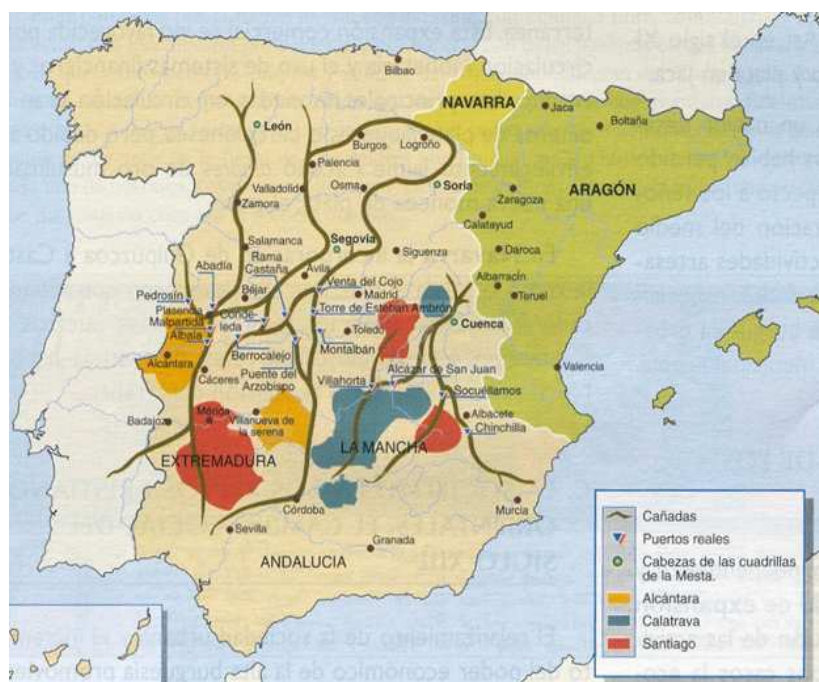 Bilbao
NAVARRA
Jaca
Boltaña
León
Burgos
Logroño
Palencia
ARAGÓN
Valladolid
Osma
Soria
Zaragoza
Zamora
Calatayud
Salamanca
Segovia
Siguenza
Daroca
Abadía
Rama
Castaña
Avila
Albarracín
Pedrosín
Béjar
Venta del Cojo
Madrid
Teruel
Plasencia
Conde-
leda
Torre de Esteban Ambrón
Malpartida
Cuenca
Albala
Toledo
Berrocalejo
Montalbán
Alcántara
Alcázar de San Juan
Valencia
Cáceres
Puente del
Arzobispo
Villahorta
Socuéllamos
Badajoz
Mérida
Villanueva de
la serena
Albacete
LA MANCHA
Chinchilla
EXTREMADURA
Córdoba
Murcia
Sevilla
Granada
ANDALUCIA
Cañadas
Puertos reales
Cabezas de las cuadrillas
de la Mesta.
Alcántara
Calatrava
Santiago